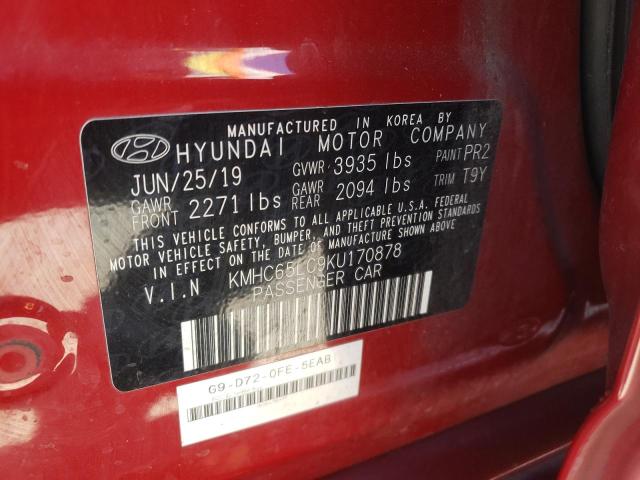 MANUFACTURED IN KOREA BY
HYUNDAI MOTOR COMPANY
JUN/25/19 GVWR 3935 lbs PAINT PR2
GAWR FRONT 2271 lbs GAWR REAR 2094 lbs TRIM T9Y
THIS VEHICLE CONFORMS TO ALL APPLICABLE U.S.A. FEDERAL
MOTOR VEHICLE SAFETY, BUMPER, AND THEFT PREVENTION STANDARDS
IN EFFECT ON THE DATE OF MANUFACTURE SHOWN ABOVE.
V.I.N KMHC65LC9KU170878
PASSENGER CAR
G9-D72-0FE-5EAB